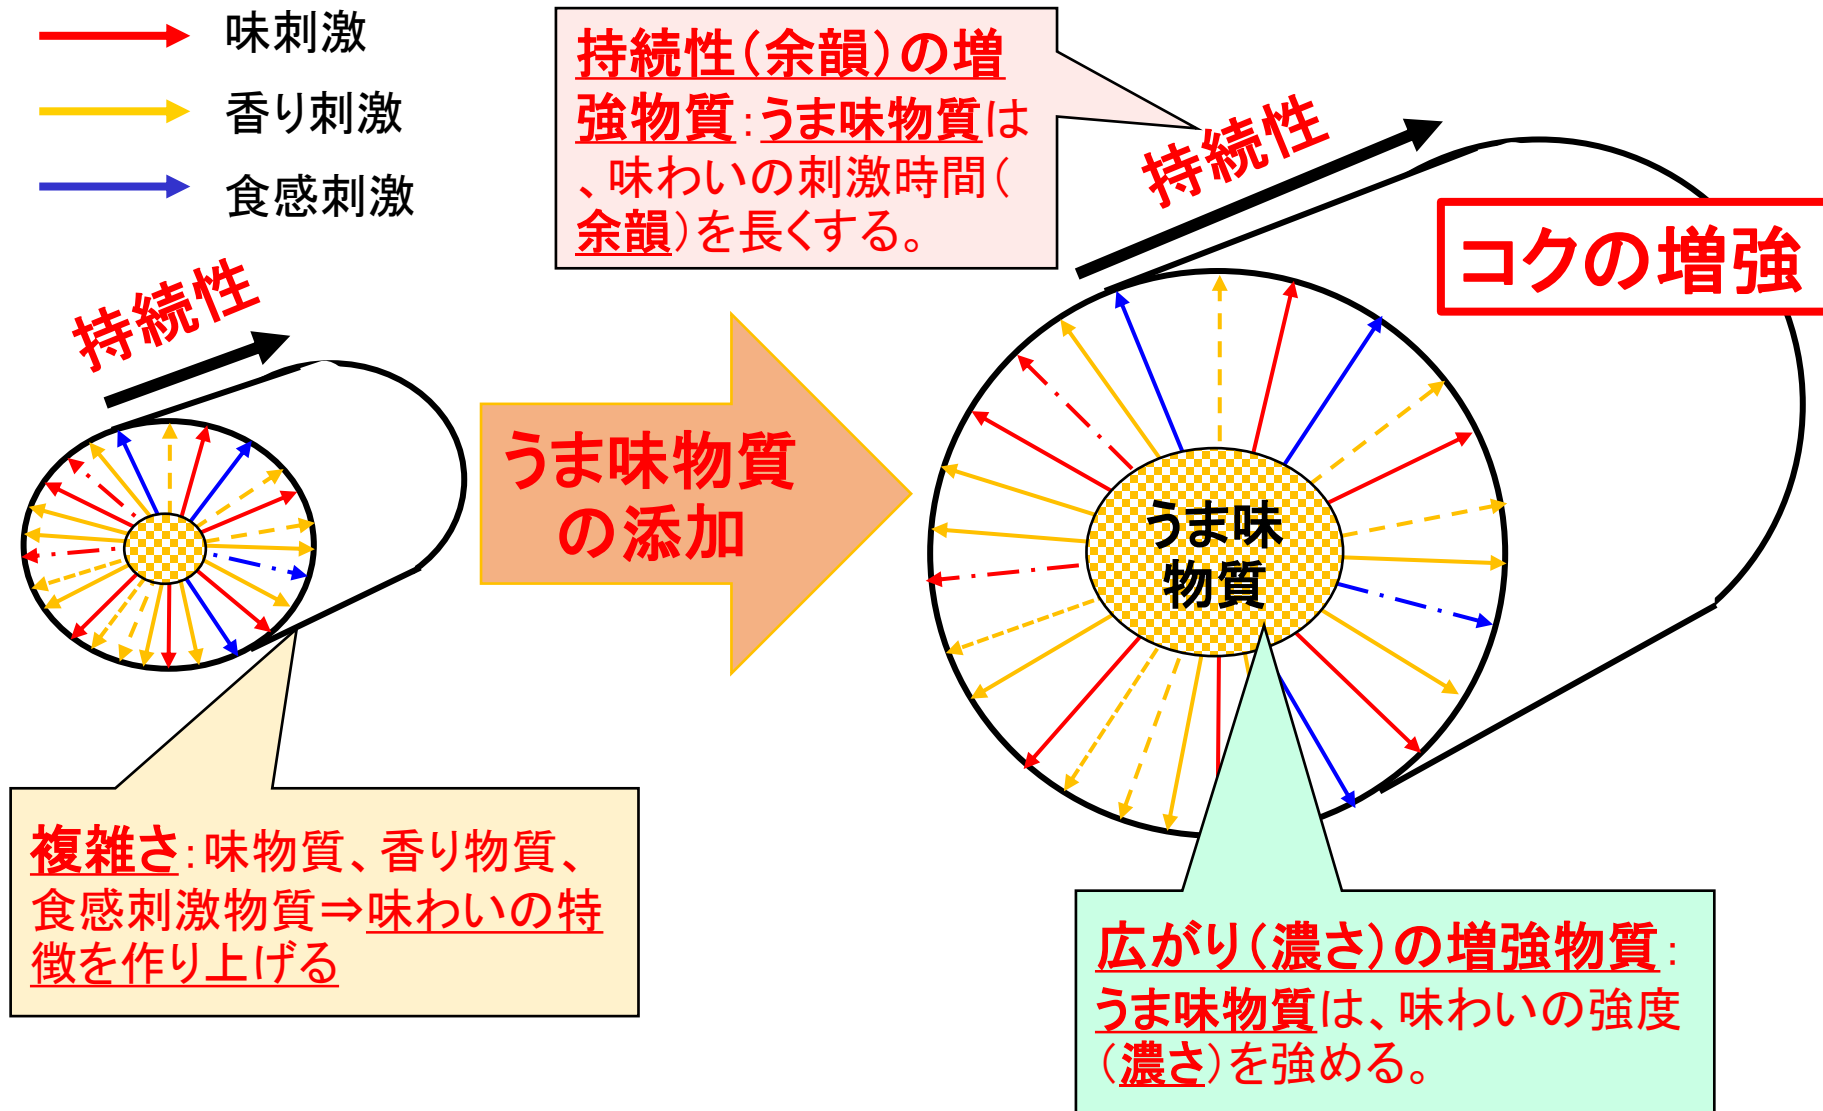 味刺激
香り刺激
食感刺激
持続性(余韻)の増
強物質:うま味物質は
、味わいの刺激時間(
余韻)を長くする。
持続性
コクの増強
持続性
うま味物質
の添加
うま味
物質
複雑さ:味物質、香り物質、
食感刺激物質⇒味わいの特
徴を作り上げる
広がり(濃さ)の増強物質:
うま味物質は、味わいの強度
(濃さ)を強める。